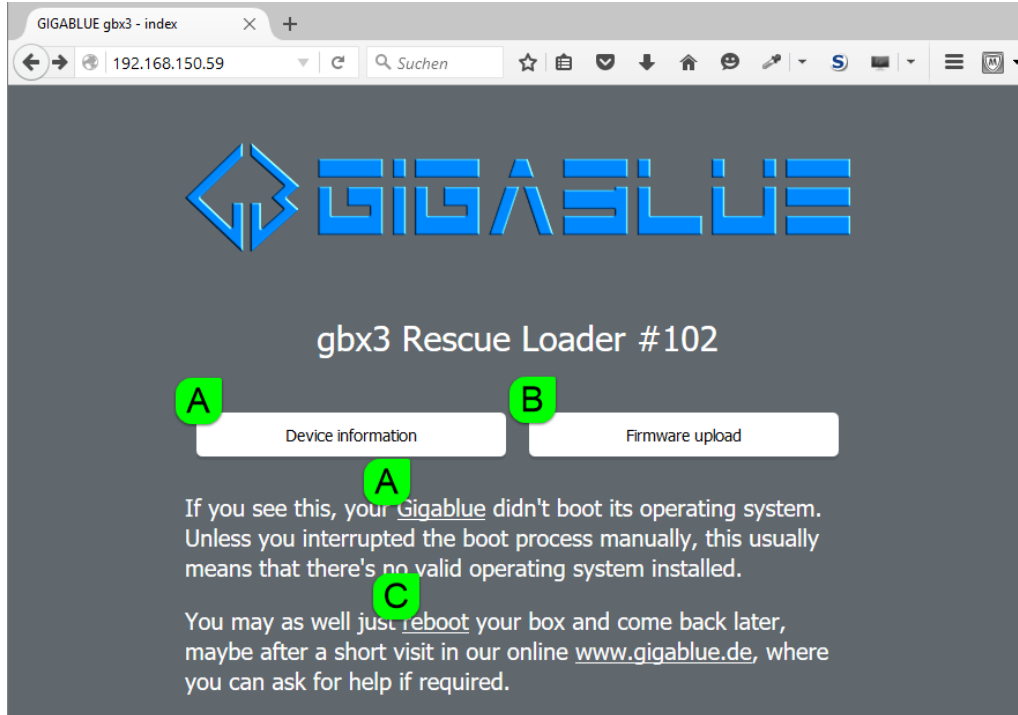 GIGABLUE gbx3 - index
192.168.150.59
Suchen
GIGABLUE
gbx3 Rescue Loader #102
A
B
Device information
Firmware upload
A
If you see this, your Gigablue didn't boot its operating system.
Unless you interrupted the boot process manually, this usually
means that there's no valid operating system installed.
C
You may as well just reboot your box and come back later,
maybe after a short visit in our online www.gigablue.de, where
you can ask for help if required.